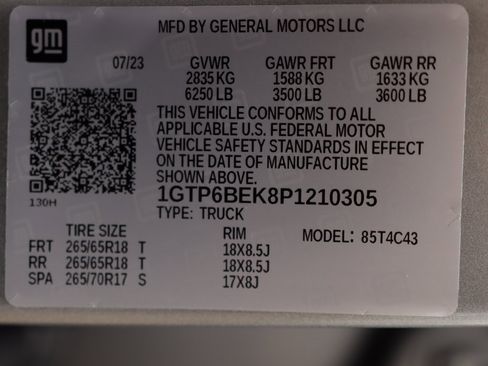 gm
MFD BY GENERAL MOTORS LLC
07/23 GVWR GAWR FRT GAWR RR
2835 KG 1588 KG 1633 KG
6250 LB 3500 LB 3600 LB
THIS VEHICLE CONFORMS TO ALL
APPLICABLE U.S. FEDERAL MOTOR
VEHICLE SAFETY STANDARDS IN EFFECT
ON THE DATE OF MANUFACTURE
SHOWN ABOVE.
130H
1GTP6BEK8P1210305
TYPE: TRUCK
TIRE SIZE RIM MODEL: 85T4C43
FRT 265/65R18 T 18X8.5J
RR 265/65R18 T 18X8.5J
SPA 265/70R17 S 17X8J